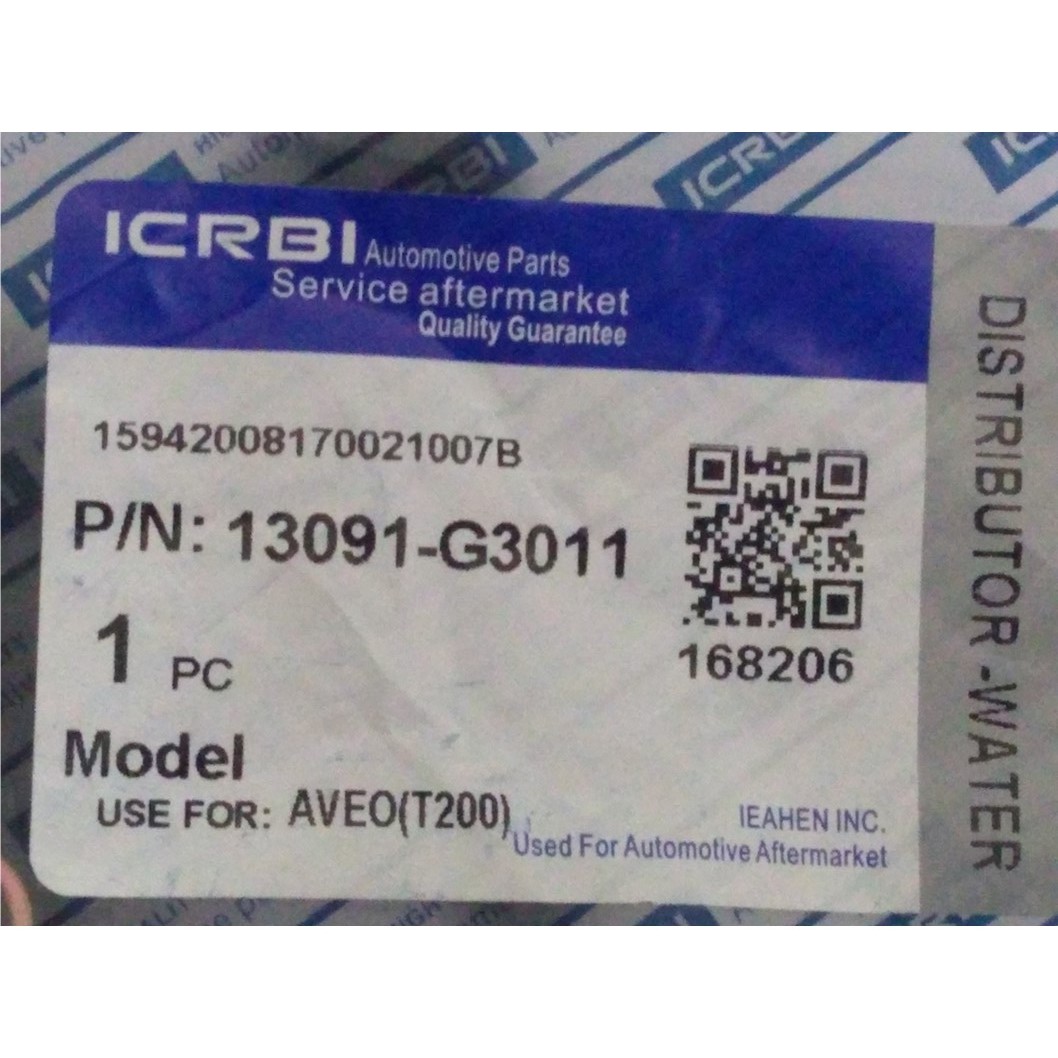 ICRBI Automotive Parts
Service aftermarket
Quality Guarantee
15942008170021007B
P/N: 13091-G3011
168206
1 PC
Model
USE FOR: AVEO(T200)
IEAHEN INC.
Used For Automotive Aftermarket
DISTRIBUTOR -WATER
ICRBI